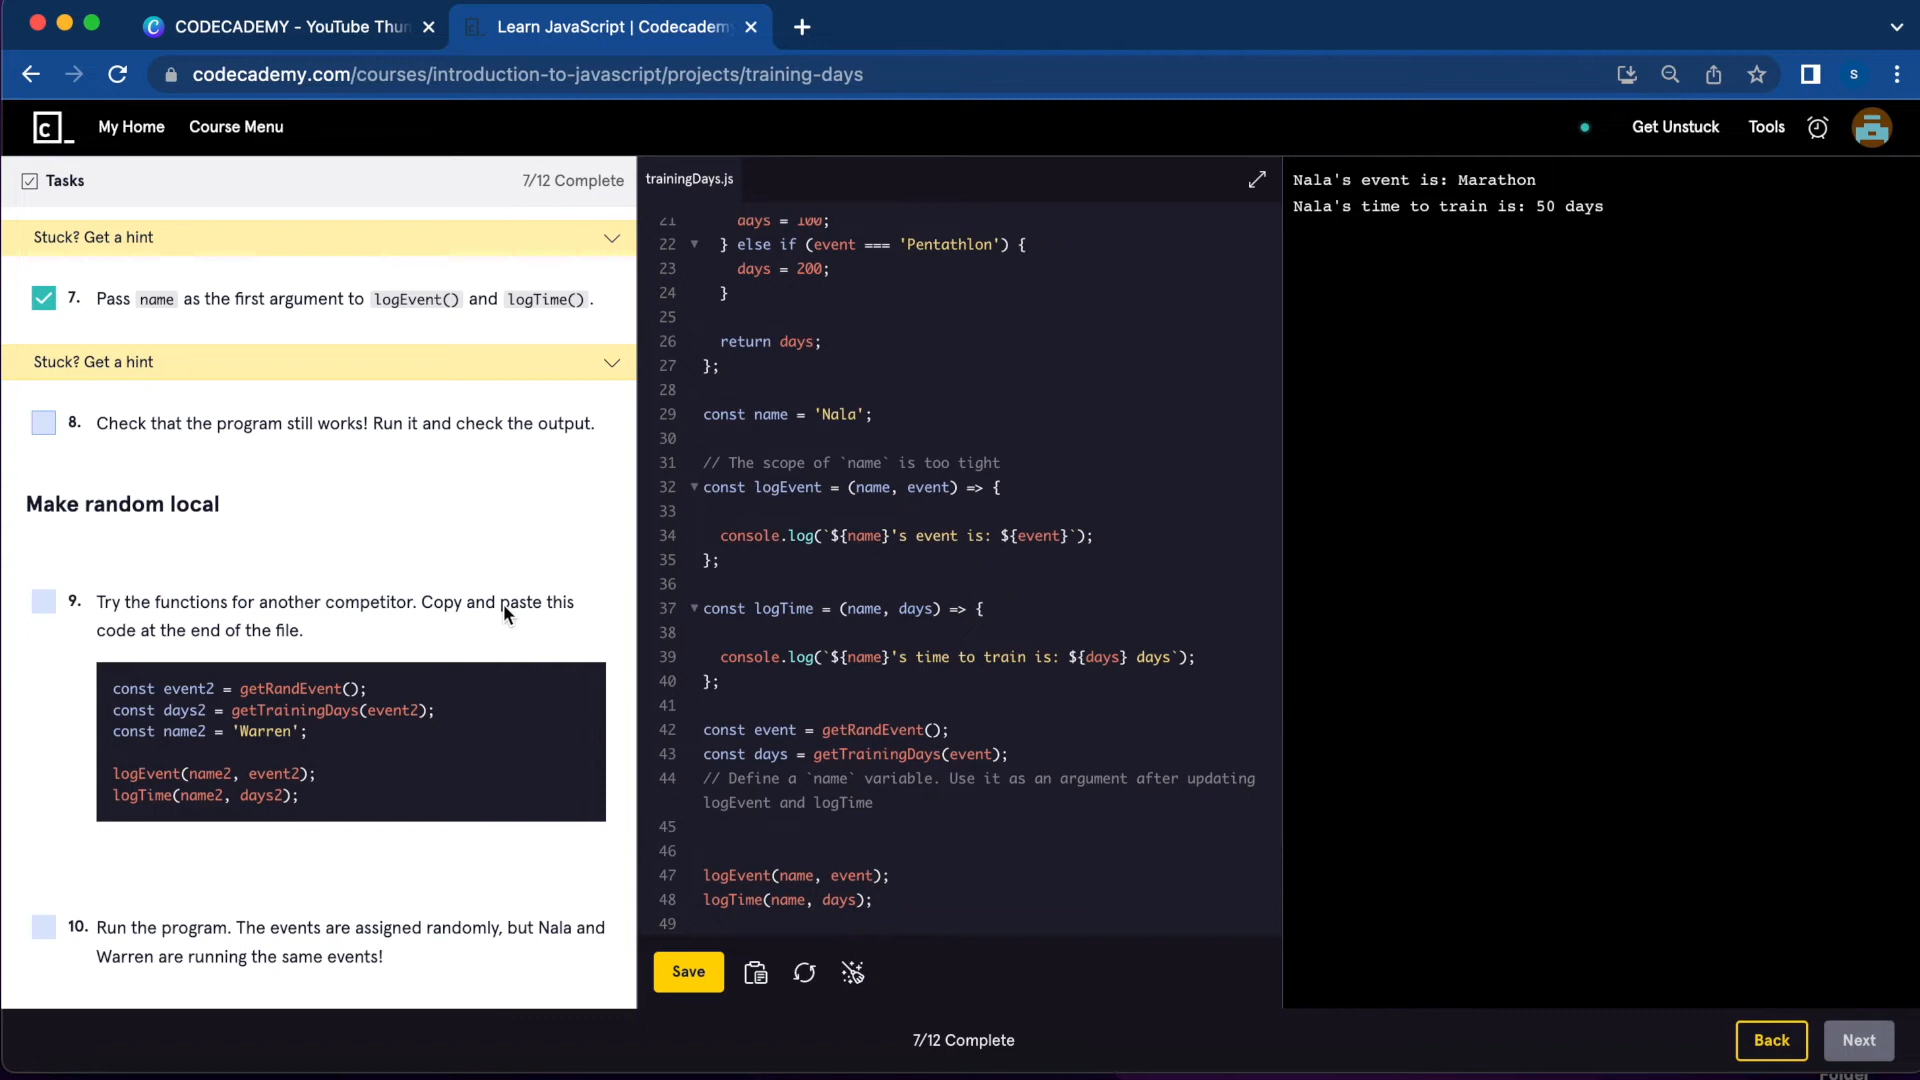 CODECADEMY - YouTube Thu
Learn JavaScript | Codecadem
codecademy.com/courses/introduction-to-javascript/projects/training-days
S
c_
My Home
Course Menu
Get Unstuck
Tools
Tasks
7/12 Complete
Stuck? Get a hint
7. Pass name as the first argument to logEvent() and logTime().
Stuck? Get a hint
8. Check that the program still works! Run it and check the output.
Make random local
9. Try the functions for another competitor. Copy and paste this
code at the end of the file.
const event2 = getRandEvent();
const days2 = getTrainingDays(event2);
const name2 = 'Warren';
logEvent(name2, event2);
logTime(name2, days2);
10. Run the program. The events are assigned randomly, but Nala and
Warren are running the same events!
trainingDays.js
21 days = 100;
22 } else if (event === 'Pentathlon') {
23 days = 200;
24 }
25
26 return days;
27 };
28
29 const name = 'Nala';
30
31 // The scope of `name` is too tight
32 const logEvent = (name, event) => {
33
34 console.log(`${name}'s event is: ${event}`);
35 };
36
37 const logTime = (name, days) => {
38
39 console.log(`${name}'s time to train is: ${days} days`);
40 };
41
42 const event = getRandEvent();
43 const days = getTrainingDays(event);
44 // Define a `name` variable. Use it as an argument after updating
logEvent and logTime
45
46
47 logEvent(name, event);
48 logTime(name, days);
49
Save
Nala's event is: Marathon
Nala's time to train is: 50 days
7/12 Complete
Back
Next
Folder